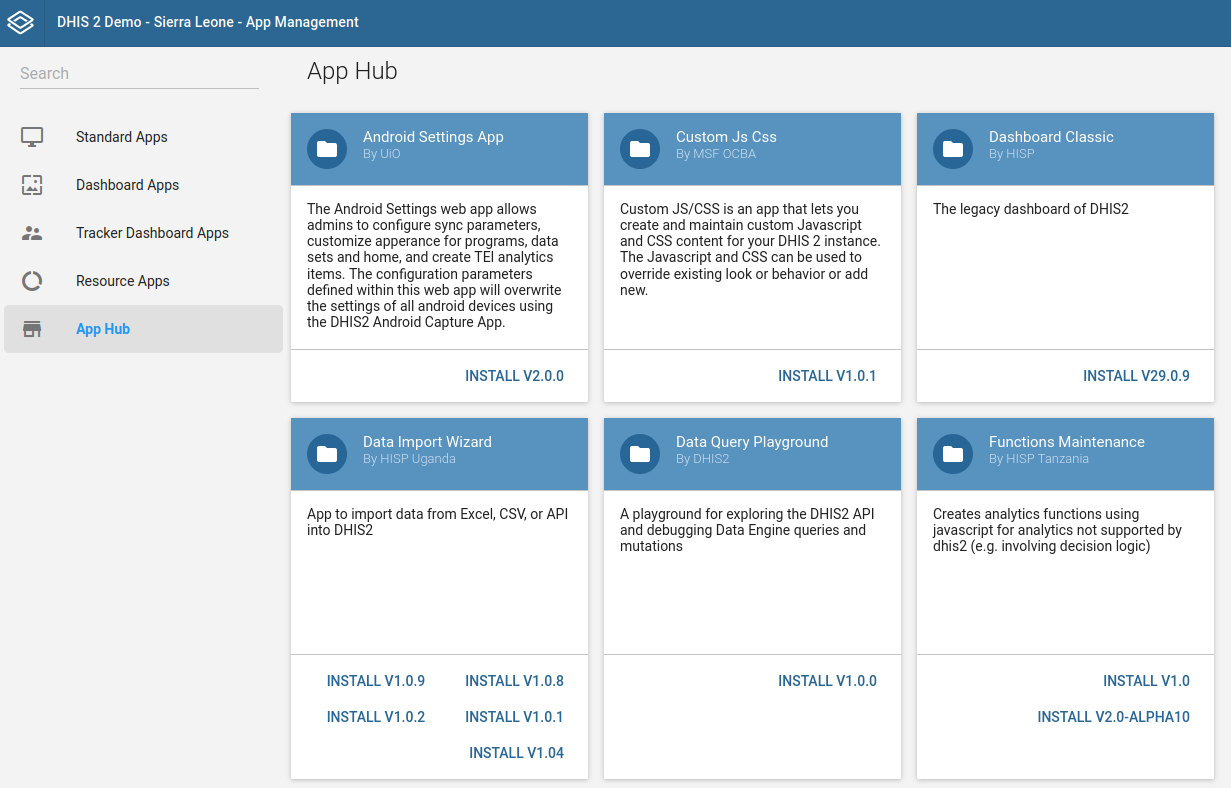 DHIS 2 Demo - Sierra Leone - App Management
Search
Standard Apps
Dashboard Apps
Tracker Dashboard Apps
Resource Apps
App Hub
App Hub
Android Settings App
By UiO
The Android Settings web app allows
admins to configure sync parameters,
customize apperance for programs, data
sets and home, and create TEI analytics
items. The configuration parameters
defined within this web app will overwrite
the settings of all android devices using
the DHIS2 Android Capture App.
INSTALL V2.0.0
Custom Js Css
By MSF OCBA
Custom JS/CSS is an app that lets you
create and maintain custom Javascript
and CSS content for your DHIS 2 instance.
The Javascript and CSS can be used to
override existing look or behavior or add
new.
INSTALL V1.0.1
Dashboard Classic
By HISP
The legacy dashboard of DHIS2
INSTALL V29.0.9
Data Import Wizard
By HISP Uganda
App to import data from Excel, CSV, or API
into DHIS2
INSTALL V1.0.9 INSTALL V1.0.8
INSTALL V1.0.2 INSTALL V1.0.1
INSTALL V1.04
Data Query Playground
By DHIS2
A playground for exploring the DHIS2 API
and debugging Data Engine queries and
mutations
INSTALL V1.0.0
Functions Maintenance
By HISP Tanzania
Creates analytics functions using
javascript for analytics not supported by
dhis2 (e.g. involving decision logic)
INSTALL V1.0
INSTALL V2.0-ALPHA10